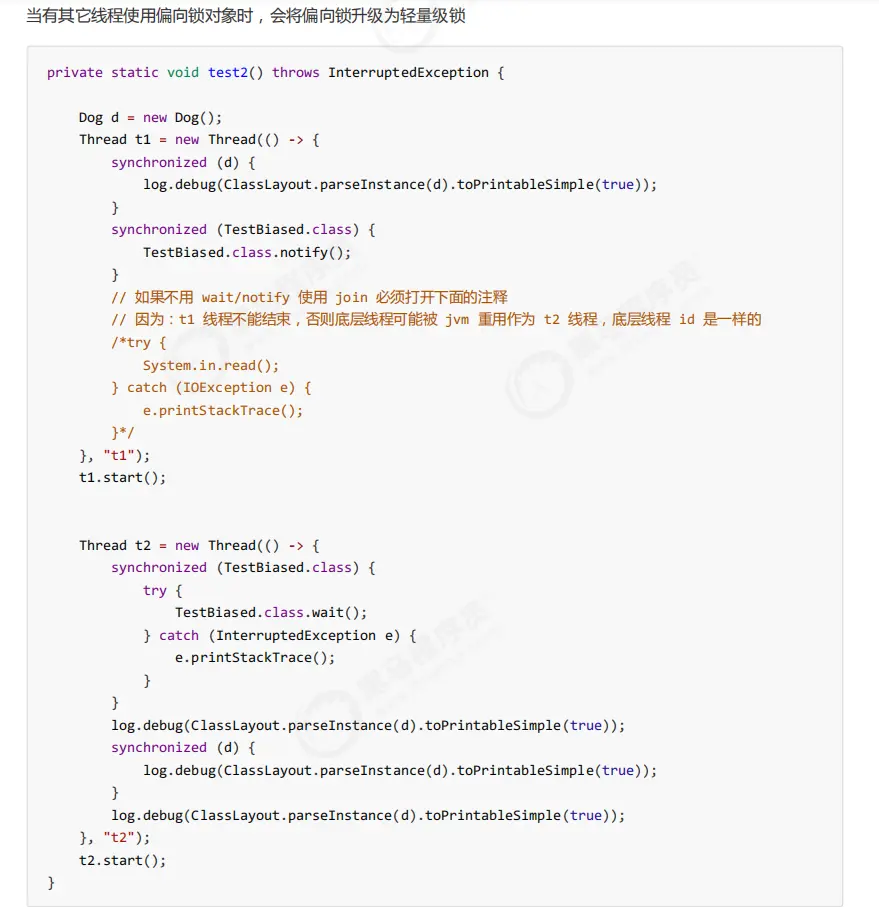 当有其它线程使用偏向锁对象时，会将偏向锁升级为轻量级锁
private static void test2() throws InterruptedException {
Dog d = new Dog();
Thread t1 = new Thread(() -> {
synchronized (d) {
log.debug(ClassLayout.parseInstance(d).toPrintableSimple(true));
}
synchronized (TestBiased.class) {
TestBiased.class.notify();
}
// 如果不用 wait/notify 使用 join 必须打开下面的注释
// 因为：t1 线程不能结束，否则底层线程可能被 jvm 重用作为 t2 线程，底层线程 id 是一样的
/*try {
System.in.read();
} catch (IOException e) {
e.printStackTrace();
}*/
}, "t1");
t1.start();
Thread t2 = new Thread(() -> {
synchronized (TestBiased.class) {
try {
TestBiased.class.wait();
} catch (InterruptedException e) {
e.printStackTrace();
}
}
log.debug(ClassLayout.parseInstance(d).toPrintableSimple(true));
synchronized (d) {
log.debug(ClassLayout.parseInstance(d).toPrintableSimple(true));
}
log.debug(ClassLayout.parseInstance(d).toPrintableSimple(true));
}, "t2");
t2.start();
}